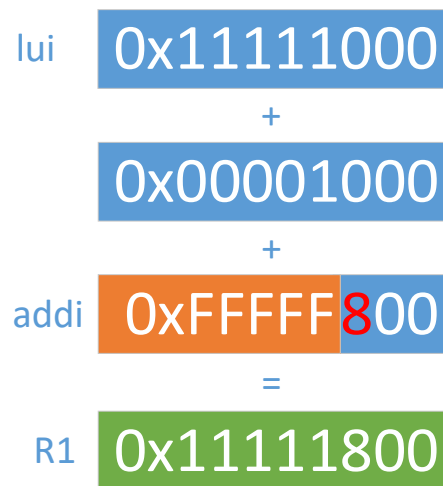 lui 0x11111000
+
0x00001000
+
addi 0xFFFFF800
=
R1 0x11111800